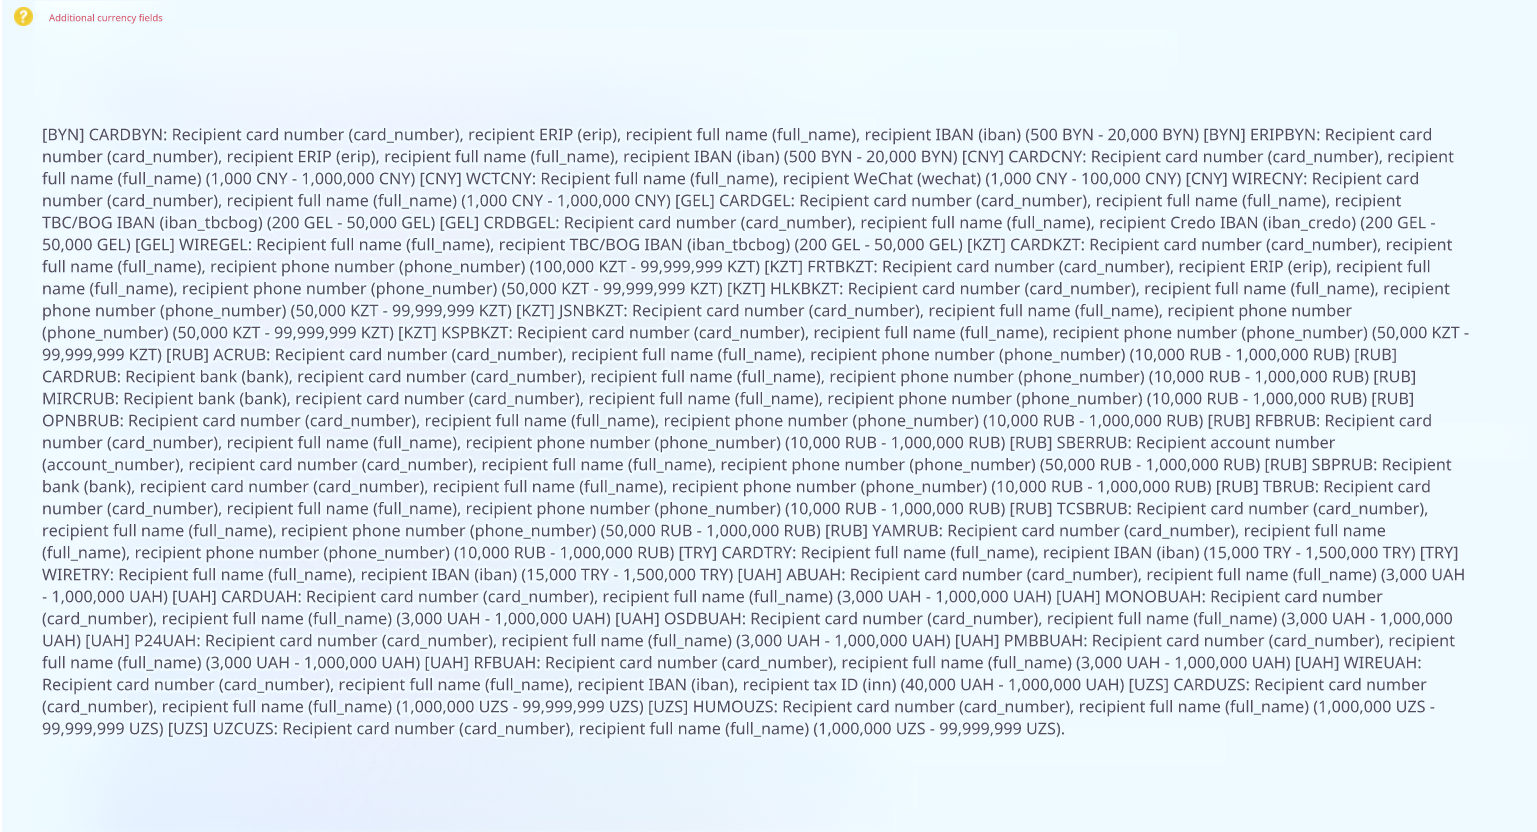 ?
Additional currency fields
[BYN] CARDBYN: Recipient card number (card_number), recipient ERIP (erip), recipient full name (full_name), recipient IBAN (iban) (500 BYN - 20,000 BYN) [BYN] ERIPBYN: Recipient card
number (card_number), recipient ERIP (erip), recipient full name (full_name), recipient IBAN (iban) (500 BYN - 20,000 BYN) [CNY] CARDCNY: Recipient card number (card_number), recipient
full name (full_name) (1,000 CNY - 1,000,000 CNY) [CNY] WCTCNY: Recipient full name (full_name), recipient WeChat (wechat) (1,000 CNY - 100,000 CNY) [CNY] WIRECNY: Recipient card
number (card_number), recipient full name (full_name) (1,000 CNY - 1,000,000 CNY) [GEL] CARDGEL: Recipient card number (card_number), recipient full name (full_name), recipient
TBC/BOG IBAN (iban_tbcbog) (200 GEL - 50,000 GEL) [GEL] CRDBGEL: Recipient card number (card_number), recipient full name (full_name), recipient Credo IBAN (iban_credo) (200 GEL -
50,000 GEL) [GEL] WIREGEL: Recipient full name (full_name), recipient TBC/BOG IBAN (iban_tbcbog) (200 GEL - 50,000 GEL) [KZT] CARDKZT: Recipient card number (card_number), recipient
full name (full_name), recipient phone number (phone_number) (100,000 KZT - 99,999,999 KZT) [KZT] FRTBKZT: Recipient card number (card_number), recipient ERIP (erip), recipient full
name (full_name), recipient phone number (phone_number) (50,000 KZT - 99,999,999 KZT) [KZT] HLKBKZT: Recipient card number (card_number), recipient full name (full_name), recipient
phone number (phone_number) (50,000 KZT - 99,999,999 KZT) [KZT] JSNBKZT: Recipient card number (card_number), recipient full name (full_name), recipient phone number
(phone_number) (50,000 KZT - 99,999,999 KZT) [KZT] KSPBKZT: Recipient card number (card_number), recipient full name (full_name), recipient phone number (phone_number) (50,000 KZT -
99,999,999 KZT) [RUB] ACRUB: Recipient card number (card_number), recipient full name (full_name), recipient phone number (phone_number) (10,000 RUB - 1,000,000 RUB) [RUB]
CARDRUB: Recipient bank (bank), recipient card number (card_number), recipient full name (full_name), recipient phone number (phone_number) (10,000 RUB - 1,000,000 RUB) [RUB]
MIRCRUB: Recipient bank (bank), recipient card number (card_number), recipient full name (full_name), recipient phone number (phone_number) (10,000 RUB - 1,000,000 RUB) [RUB]
OPNBRUB: Recipient card number (card_number), recipient full name (full_name), recipient phone number (phone_number) (10,000 RUB - 1,000,000 RUB) [RUB] RFBRUB: Recipient card
number (card_number), recipient full name (full_name), recipient phone number (phone_number) (10,000 RUB - 1,000,000 RUB) [RUB] SBERRUB: Recipient account number
(account_number), recipient card number (card_number), recipient full name (full_name), recipient phone number (phone_number) (50,000 RUB - 1,000,000 RUB) [RUB] SBPRUB: Recipient
bank (bank), recipient card number (card_number), recipient full name (full_name), recipient phone number (phone_number) (10,000 RUB - 1,000,000 RUB) [RUB] TBRUB: Recipient card
number (card_number), recipient full name (full_name), recipient phone number (phone_number) (10,000 RUB - 1,000,000 RUB) [RUB] TCSBRUB: Recipient card number (card_number),
recipient full name (full_name), recipient phone number (phone_number) (50,000 RUB - 1,000,000 RUB) [RUB] YAMRUB: Recipient card number (card_number), recipient full name
(full_name), recipient phone number (phone_number) (10,000 RUB - 1,000,000 RUB) [TRY] CARDTRY: Recipient full name (full_name), recipient IBAN (iban) (15,000 TRY - 1,500,000 TRY) [TRY]
WIRETRY: Recipient full name (full_name), recipient IBAN (iban) (15,000 TRY - 1,500,000 TRY) [UAH] ABUAH: Recipient card number (card_number), recipient full name (full_name) (3,000 UAH
- 1,000,000 UAH) [UAH] CARDUAH: Recipient card number (card_number), recipient full name (full_name) (3,000 UAH - 1,000,000 UAH) [UAH] MONOBUAH: Recipient card number
(card_number), recipient full name (full_name) (3,000 UAH - 1,000,000 UAH) [UAH] OSDBUAH: Recipient card number (card_number), recipient full name (full_name) (3,000 UAH - 1,000,000
UAH) [UAH] P24UAH: Recipient card number (card_number), recipient full name (full_name) (3,000 UAH - 1,000,000 UAH) [UAH] PMBBUAH: Recipient card number (card_number), recipient
full name (full_name) (3,000 UAH - 1,000,000 UAH) [UAH] RFBUAH: Recipient card number (card_number), recipient full name (full_name) (3,000 UAH - 1,000,000 UAH) [UAH] WIREUAH:
Recipient card number (card_number), recipient full name (full_name), recipient IBAN (iban), recipient tax ID (inn) (40,000 UAH - 1,000,000 UAH) [UZS] CARDUZS: Recipient card number
(card_number), recipient full name (full_name) (1,000,000 UZS - 99,999,999 UZS) [UZS] HUMOUZS: Recipient card number (card_number), recipient full name (full_name) (1,000,000 UZS -
99,999,999 UZS) [UZS] UZCUZS: Recipient card number (card_number), recipient full name (full_name) (1,000,000 UZS - 99,999,999 UZS).